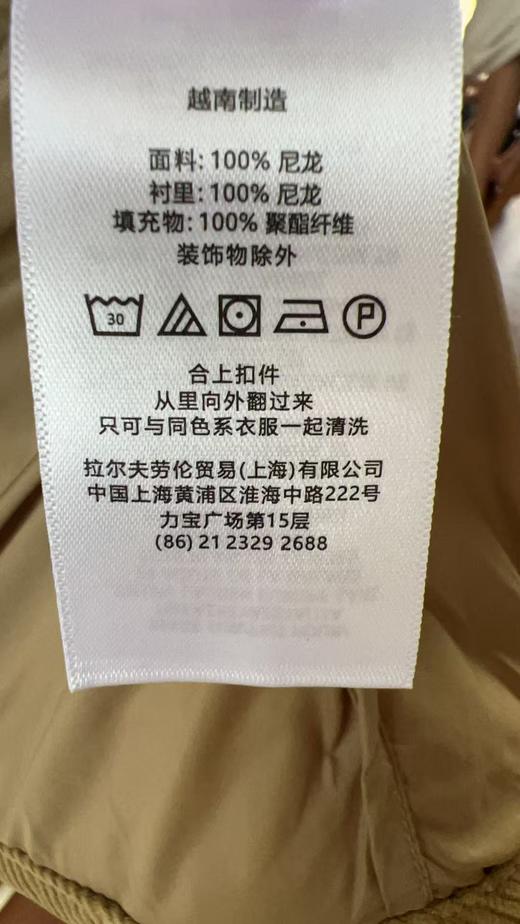 越南制造
面料: 100% 尼龙
衬里: 100% 尼龙
填充物: 100% 聚酯纤维
装饰物除外
30 P
合上扣件
从里向外翻过来
只可与同色系衣服一起清洗
拉尔夫劳伦贸易(上海)有限公司
中国上海黄浦区淮海中路222号
力宝广场第15层
(86) 21 2329 2688